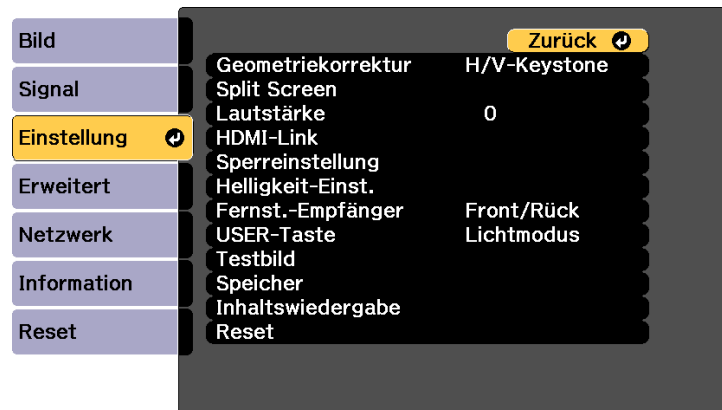 Bild
Signal
Einstellung
Erweitert
Netzwerk
Information
Reset
Zurück
Geometriekorrektur H/V-Keystone
Split Screen
Lautstärke 0
HDMI-Link
Sperreinstellung
Helligkeit-Einst.
Fernst.-Empfänger Front/Rück
USER-Taste Lichtmodus
Testbild
Speicher
Inhaltswiedergabe
Reset